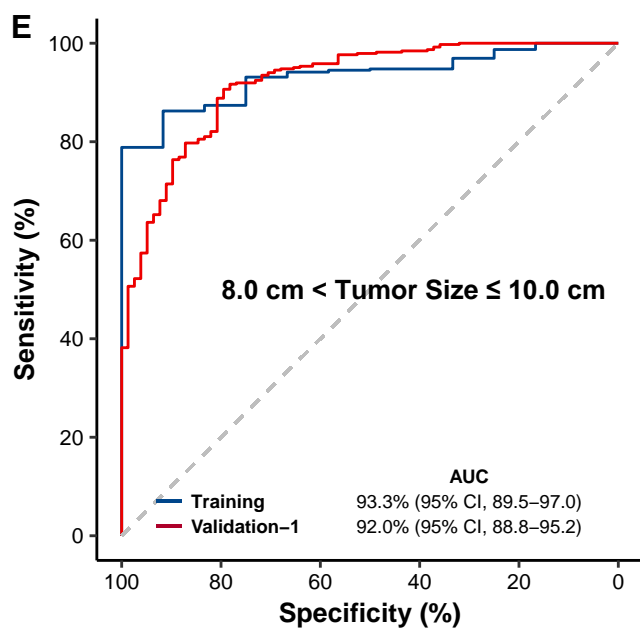 E
100
80
60
40
20
0
Sensitivity (%)
8.0 cm < Tumor Size ≤ 10.0 cm
AUC
Training 93.3% (95% CI, 89.5–97.0)
Validation–1 92.0% (95% CI, 88.8–95.2)
100 80 60 40 20 0
Specificity (%)